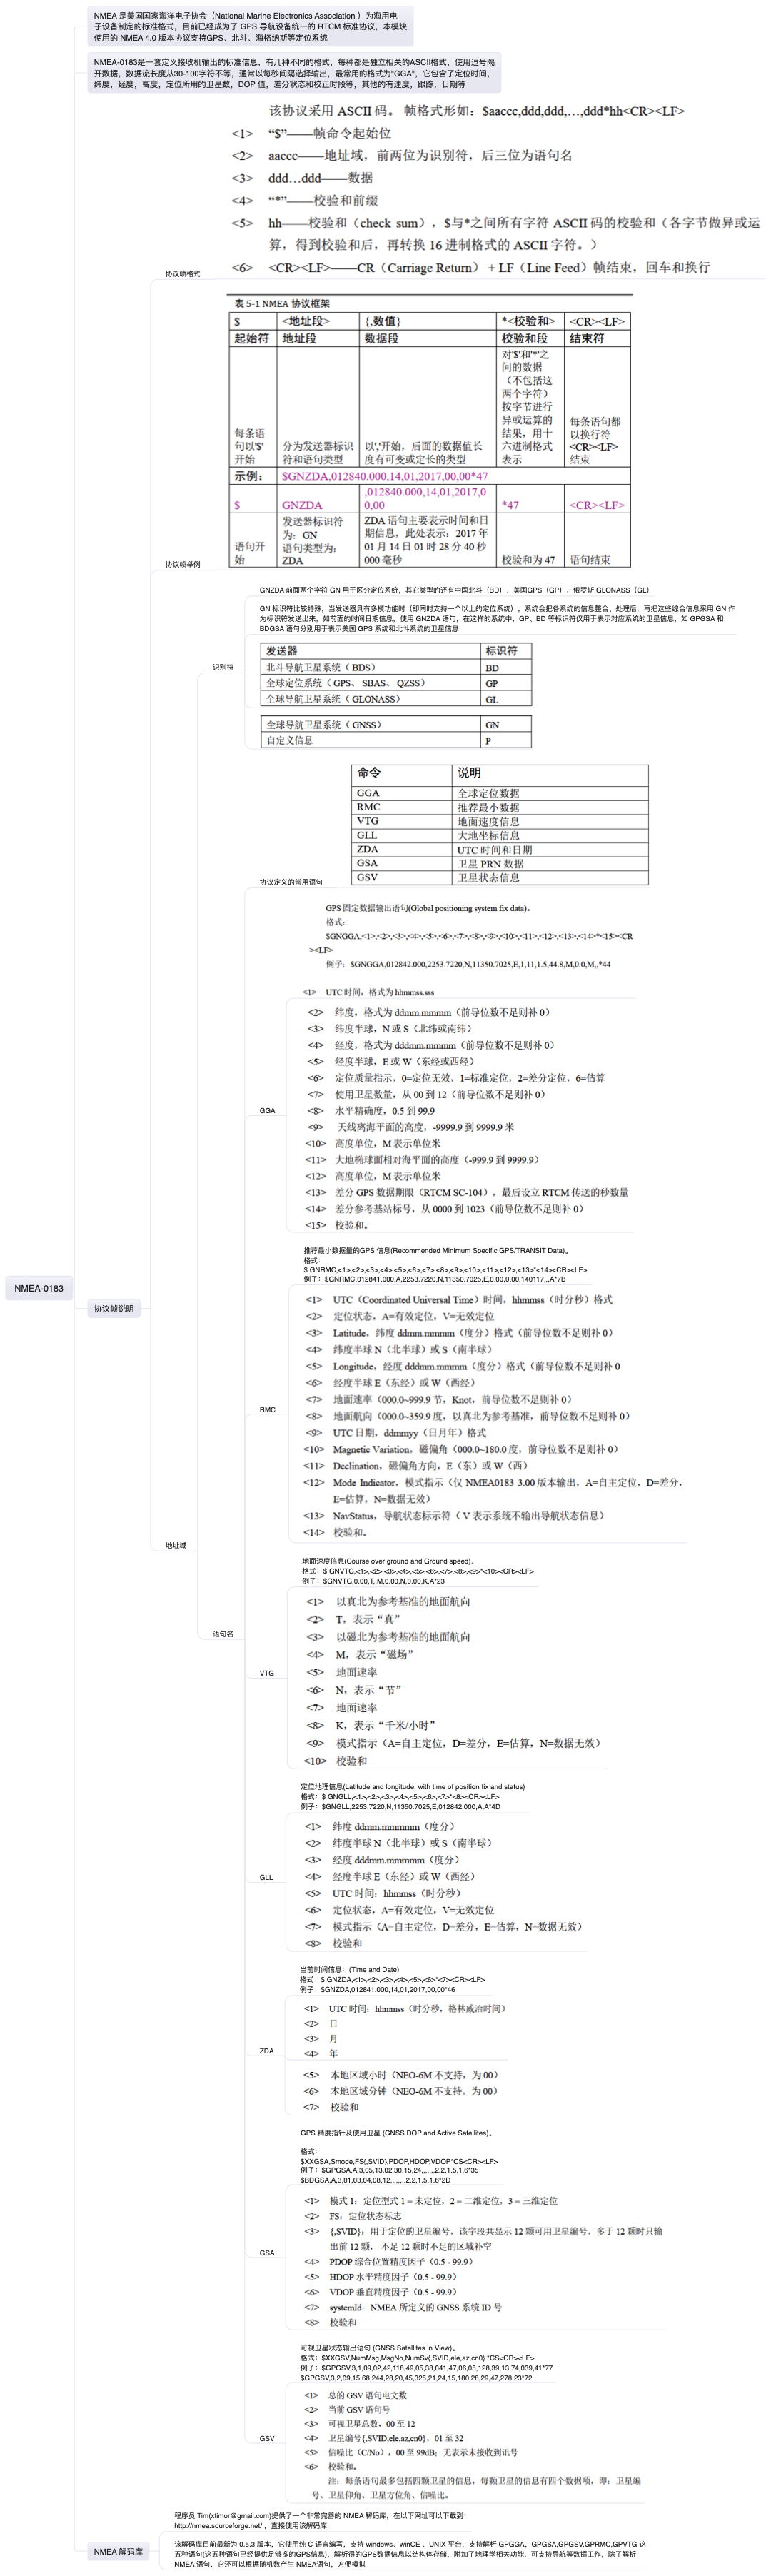 NMEA 是美国国家海洋电子协会（National Marine Electronics Association ）为海用电
子设备制定的标准格式，目前已经成为了 GPS 导航设备统一的 RTCM 标准协议，本模块
使用的 NMEA 4.0 版本协议支持GPS、北斗、海格纳斯等定位系统
NMEA-0183是一套定义接收机输出的标准信息，有几种不同的格式，每种都是独立相关的ASCII格式，使用逗号隔
开数据，数据流长度从30-100字符不等，通常以每秒间隔选择输出，最常用的格式为"GGA"，它包含了定位时间，
纬度，经度，高度，定位所用的卫星数，DOP 值，差分状态和校正时段等，其他的有速度，跟踪，日期等
该协议采用 ASCII 码。 帧格式形如：$aaccc,ddd,ddd,…,ddd*hh<CR><LF>
<1> “$”——帧命令起始位
<2> aaccc——地址域，前两位为识别符，后三位为语句名
<3> ddd…ddd——数据
<4> “*”——校验和前缀
<5> hh——校验和（check sum），$与*之间所有字符 ASCII 码的校验和（各字节做异或运
算，得到校验和后，再转换 16 进制格式的 ASCII 字符。）
<6> <CR><LF>——CR（Carriage Return） + LF（Line Feed）帧结束，回车和换行
协议帧格式
表 5-1 NMEA 协议框架
$ <地址段> {,数值} *<校验和> <CR><LF>
起始符 地址段 数据段 校验和段 结束符
每条语
句以'$'
开始
分为发送器标识
符和语句类型
以','开始，后面的数据值长
度有可变或定长的类型
对'$'和'*'之
间的数据
（不包括这
两个字符）
按字节进行
异或运算的
结果，用十
六进制格式
表示
每条语句都
以换行符
<CR><LF>
结束
示例： $GNZDA,012840.000,14,01,2017,00,00*47
$ GNZDA ,012840.000,14,01,2017,0
0,00 *47 <CR><LF>
语句开
始
发送器标识符
为：GN
语句类型为：
ZDA
ZDA 语句主要表示时间和日
期信息，此处表示：2017 年
01 月 14 日 01 时 28 分 40 秒
000 毫秒
校验和为 47 语句结束
协议帧举例
GNZDA 前面两个字符 GN 用于区分定位系统，其它类型的还有中国北斗（BD）、美国GPS（GP）、俄罗斯 GLONASS（GL）
GN 标识符比较特殊，当发送器具有多模功能时（即同时支持一个以上的定位系统），系统会把各系统的信息整合、处理后，再把这些综合信息采用 GN 作
为标识符发送出来，如前面的时间日期信息，使用 GNZDA 语句，在这样的系统中，GP、BD 等标识符仅用于表示对应系统的卫星信息，如 GPGSA 和
BDGSA 语句分别用于表示美国 GPS 系统和北斗系统的卫星信息
识别符
发送器 标识符
北斗导航卫星系统（ BDS） BD
全球定位系统（ GPS、 SBAS、 QZSS） GP
全球导航卫星系统（ GLONASS） GL
全球导航卫星系统（ GNSS） GN
自定义信息 P
命令 说明
GGA 全球定位数据
RMC 推荐最小数据
VTG 地面速度信息
GLL 大地坐标信息
ZDA UTC 时间和日期
GSA 卫星 PRN 数据
GSV 卫星状态信息
协议定义的常用语句
GPS 固定数据输出语句(Global positioning system fix data)。
格式：
$GNGGA,<1>,<2>,<3>,<4>,<5>,<6>,<7>,<8>,<9>,<10>,<11>,<12>,<13>,<14>*<15><CR
><LF>
例子：$GNGGA,012842.000,2253.7220,N,11350.7025,E,1,11,1.5,44.8,M,0.0,M,,*44
<1> UTC 时间，格式为 hhmmss.sss
<2> 纬度，格式为 ddmm.mmmm（前导位数不足则补 0）
<3> 纬度半球，N 或 S（北纬或南纬）
<4> 经度，格式为 dddmm.mmmm（前导位数不足则补 0）
<5> 经度半球，E 或 W（东经或西经）
<6> 定位质量指示，0=定位无效，1=标准定位，2=差分定位，6=估算
<7> 使用卫星数量，从 00 到 12（前导位数不足则补 0）
<8> 水平精确度，0.5 到 99.9
<9> 天线离海平面的高度，-9999.9 到 9999.9 米
<10> 高度单位，M 表示单位米
<11> 大地椭球面相对海平面的高度（-999.9 到 9999.9）
<12> 高度单位，M 表示单位米
<13> 差分 GPS 数据期限（RTCM SC-104），最后设立 RTCM 传送的秒数量
<14> 差分参考基站标号，从 0000 到 1023（前导位数不足则补 0）
<15> 校验和。
GGA
推荐最小数据量的GPS 信息(Recommended Minimum Specific GPS/TRANSIT Data)。
格式：
$ GNRMC,<1>,<2>,<3>,<4>,<5>,<6>,<7>,<8>,<9>,<10>,<11>,<12>,<13>*<14><CR><LF>
例子：$GNRMC,012841.000,A,2253.7220,N,11350.7025,E,0.00,0.00,140117,,,A*7B
NMEA-0183
协议帧说明
<1> UTC（Coordinated Universal Time）时间，hhmmss（时分秒）格式
<2> 定位状态，A=有效定位，V=无效定位
<3> Latitude，纬度 ddmm.mmmm（度分）格式（前导位数不足则补 0）
<4> 纬度半球 N（北半球）或 S（南半球）
<5> Longitude，经度 dddmm.mmmm（度分）格式（前导位数不足则补 0
<6> 经度半球 E（东经）或 W（西经）
<7> 地面速率（000.0~999.9 节，Knot，前导位数不足则补 0）
<8> 地面航向（000.0~359.9 度，以真北为参考基准，前导位数不足则补 0）
<9> UTC 日期，ddmmyy（日月年）格式
<10> Magnetic Variation，磁偏角（000.0~180.0 度，前导位数不足则补 0）
<11> Declination，磁偏角方向，E（东）或 W（西）
<12> Mode Indicator，模式指示（仅 NMEA0183 3.00 版本输出，A=自主定位，D=差分，
E=估算，N=数据无效）
<13> NavStatus，导航状态标示符（ V 表示系统不输出导航状态信息）
<14> 校验和。
RMC
地址域
地面速度信息(Course over ground and Ground speed)。
格式：$ GNVTG,<1>,<2>,<3>,<4>,<5>,<6>,<7>,<8>,<9>*<10><CR><LF>
例子：$GNVTG,0.00,T,,M,0.00,N,0.00,K,A*23
<1> 以真北为参考基准的地面航向
<2> T，表示“真”
<3> 以磁北为参考基准的地面航向
<4> M，表示“磁场”
<5> 地面速率
<6> N，表示“节”
<7> 地面速率
<8> K，表示“千米/小时”
<9> 模式指示（A=自主定位，D=差分，E=估算，N=数据无效）
<10> 校验和
语句名
VTG
定位地理信息(Latitude and longitude, with time of position fix and status)
格式：$ GNGLL,<1>,<2>,<3>,<4>,<5>,<6>,<7>*<8><CR><LF>
例子：$GNGLL,2253.7220,N,11350.7025,E,012842.000,A,A*4D
<1> 纬度 ddmm.mmmmm（度分）
<2> 纬度半球 N（北半球）或 S（南半球）
<3> 经度 dddmm.mmmmm（度分）
<4> 经度半球 E（东经）或 W（西经）
<5> UTC 时间：hhmmss（时分秒）
<6> 定位状态，A=有效定位，V=无效定位
<7> 模式指示（A=自主定位，D=差分，E=估算，N=数据无效）
<8> 校验和
GLL
当前时间信息：(Time and Date)
格式：$ GNZDA,<1>,<2>,<3>,<4>,<5>,<6>*<7><CR><LF>
例子：$GNZDA,012841.000,14,01,2017,00,00*46
<1> UTC 时间：hhmmss（时分秒，格林威治时间）
<2> 日
<3> 月
<4> 年
<5> 本地区域小时（NEO-6M 不支持，为 00）
<6> 本地区域分钟（NEO-6M 不支持，为 00）
<7> 校验和
ZDA
GPS 精度指针及使用卫星 (GNSS DOP and Active Satellites)。
格式：
$XXGSA,Smode,FS{,SVID},PDOP,HDOP,VDOP*CS<CR><LF>
例子：$GPGSA,A,3,05,13,02,30,15,24,,,,,,,2.2,1.5,1.6*35
$BDGSA,A,3,01,03,04,08,12,,,,,,,,2.2,1.5,1.6*2D
<1> 模式 1：定位型式 1 = 未定位，2 = 二维定位，3 = 三维定位
<2> FS：定位状态标志
<3> {,SVID}：用于定位的卫星编号，该字段共显示 12 颗可用卫星编号，多于 12 颗时只输
出前 12 颗， 不足 12 颗时不足的区域补空
<4> PDOP 综合位置精度因子（0.5 - 99.9）
<5> HDOP 水平精度因子（0.5 - 99.9）
<6> VDOP 垂直精度因子（0.5 - 99.9）
<7> systemId：NMEA 所定义的 GNSS 系统 ID 号
<8> 校验和
GSA
可视卫星状态输出语句 (GNSS Satellites in View)。
格式：$XXGSV,NumMsg,MsgNo,NumSv{,SVID,ele,az,cn0} *CS<CR><LF>
例子：$GPGSV,3,1,09,02,42,118,49,05,38,041,47,06,05,128,39,13,74,039,41*77
$GPGSV,3,2,09,15,68,244,28,20,45,325,21,24,15,180,28,29,47,278,23*72
<1> 总的 GSV 语句电文数
<2> 当前 GSV 语句号
<3> 可视卫星总数，00 至 12
<4> 卫星编号{,SVID,ele,az,cn0}，01 至 32
<5> 信噪比（C/No），00 至 99dB；无表示未接收到讯号
<6> 校验和。
注：每条语句最多包括四颗卫星的信息，每颗卫星的信息有四个数据项，即：卫星编
号、卫星仰角、卫星方位角、信噪比。
GSV
程序员 Tim(xtimor@gmail.com)提供了一个非常完善的 NMEA 解码库，在以下网址可以下载到：
http://nmea.sourceforge.net/ ，直接使用该解码库
NMEA 解码库
该解码库目前最新为 0.5.3 版本，它使用纯 C 语言编写，支持 windows、winCE 、UNIX 平台，支持解析 GPGGA，GPGSA,GPGSV,GPRMC,GPVTG 这
五种语句(这五种语句已经提供足够多的GPS信息)，解析得的GPS数据信息以结构体存储，附加了地理学相关功能，可支持导航等数据工作，除了解析
NMEA 语句，它还可以根据随机数产生 NMEA语句，方便模拟